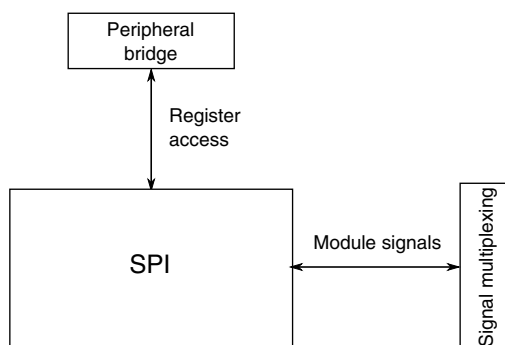 Peripheral
bridge
Register
access
SPI
Module signals
Signal multiplexing